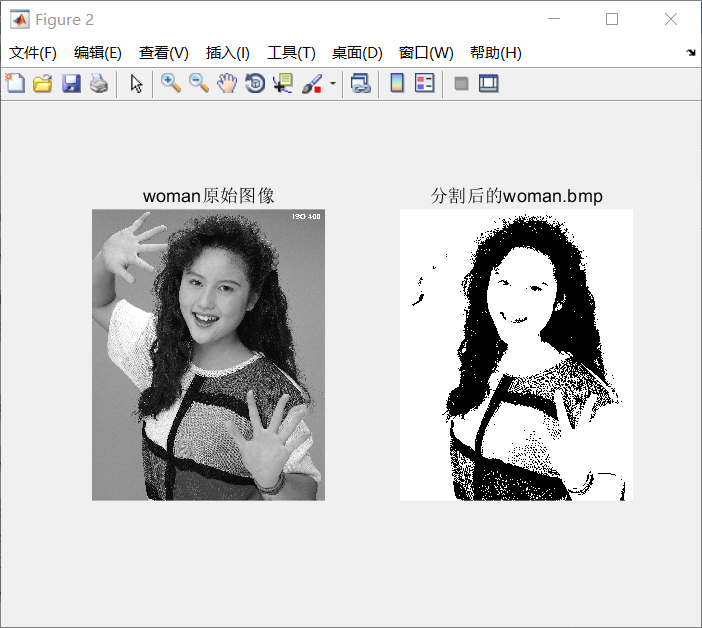 Figure 2
文件(F) 编辑(E) 查看(V) 插入(I) 工具(T) 桌面(D) 窗口(W) 帮助(H)
woman原始图像
分割后的woman.bmp
ISO 400